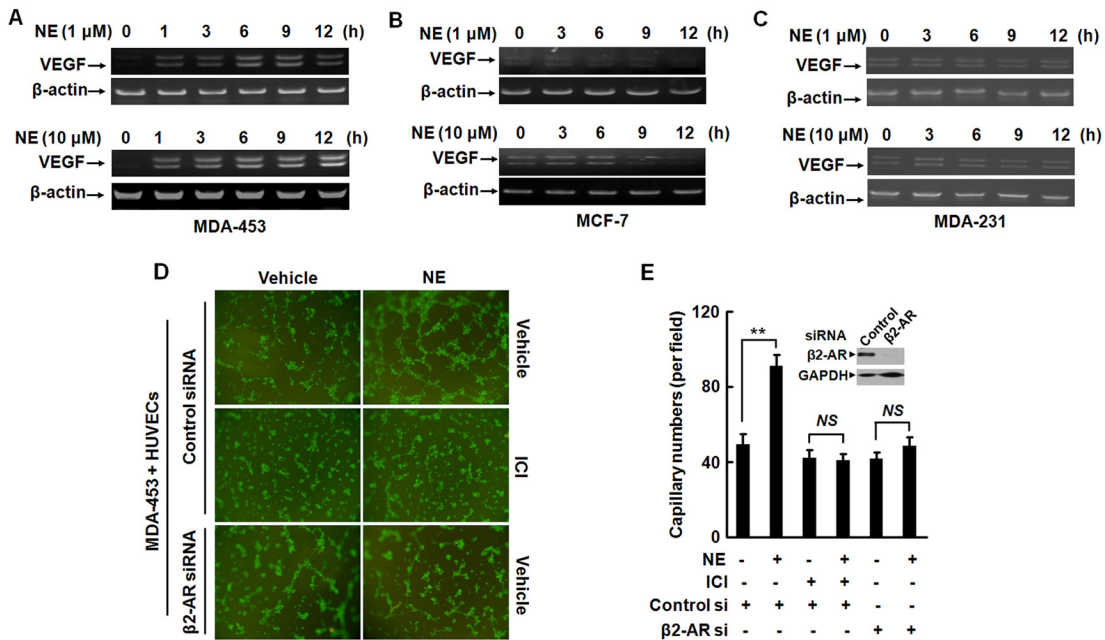 A
NE (1 μM) 0 1 3 6 9 12 (h)
VEGF
β-actin
NE (10 μM) 0 1 3 6 9 12 (h)
VEGF
β-actin
MDA-453
B
NE (1 μM) 0 3 6 9 12 (h)
VEGF
β-actin
NE (10 μM) 0 3 6 9 12 (h)
VEGF
β-actin
MCF-7
C
NE (1 μM) 0 3 6 9 12 (h)
VEGF
β-actin
NE (10 μM) 0 3 6 9 12 (h)
VEGF
β-actin
MDA-231
D
Vehicle NE
MDA-453 + HUVECs
Control siRNA
β2-AR siRNA
Vehicle
ICI
Vehicle
E
Capillary numbers (per field)
120
80
40
0
**
NS
NS
siRNA Control β2-AR
β2-AR
GAPDH
NE - + - + - +
ICI + +
Control si + + + + - -
β2-AR si - - - - + +